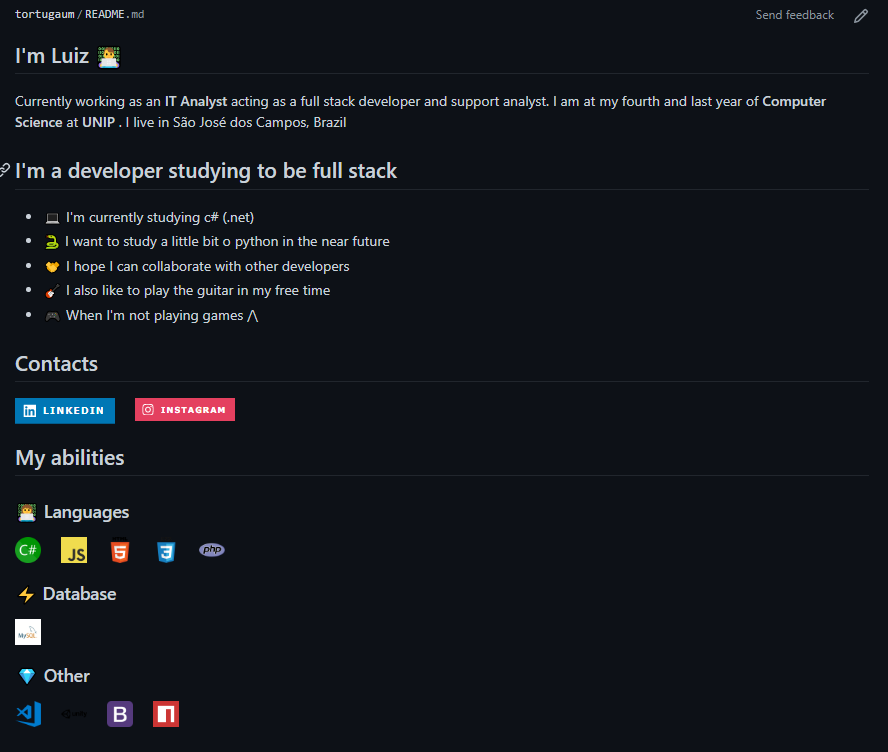 tortugaum/README.md
Send feedback
I'm Luiz
Currently working as an IT Analyst acting as a full stack developer and support analyst. I am at my fourth and last year of Computer
Science at UNIP . I live in São José dos Campos, Brazil
I'm a developer studying to be full stack
I'm currently studying c# (.net)
I want to study a little bit o python in the near future
I hope I can collaborate with other developers
I also like to play the guitar in my free time
When I'm not playing games /\
Contacts
LINKEDIN INSTAGRAM
My abilities
Languages
C# JS 5 3 php
Database
MySQL
Other
B